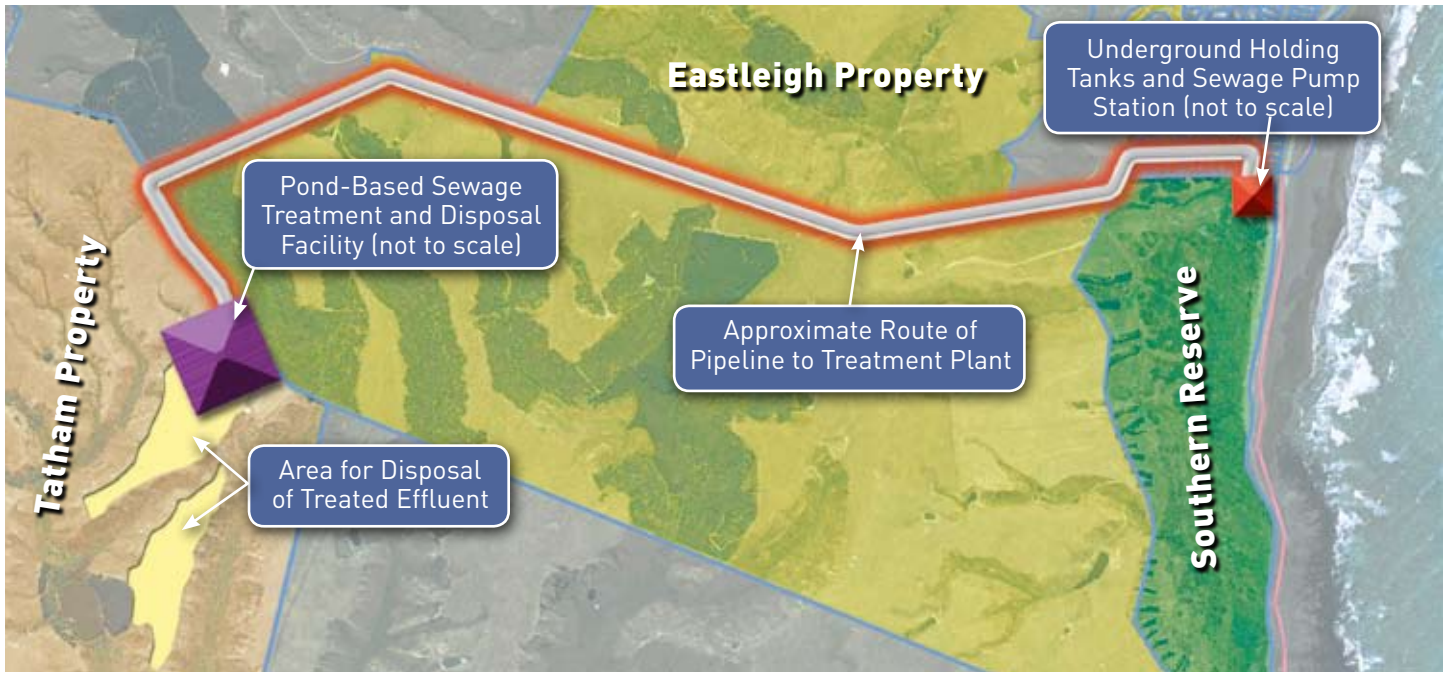 Eastleigh Property
Underground Holding
Tanks and Sewage Pump
Station (not to scale)
Pond-Based Sewage
Treatment and Disposal
Facility (not to scale)
Approximate Route of
Pipeline to Treatment Plant
Tatham Property
Area for Disposal
of Treated Effluent
Southern Reserve